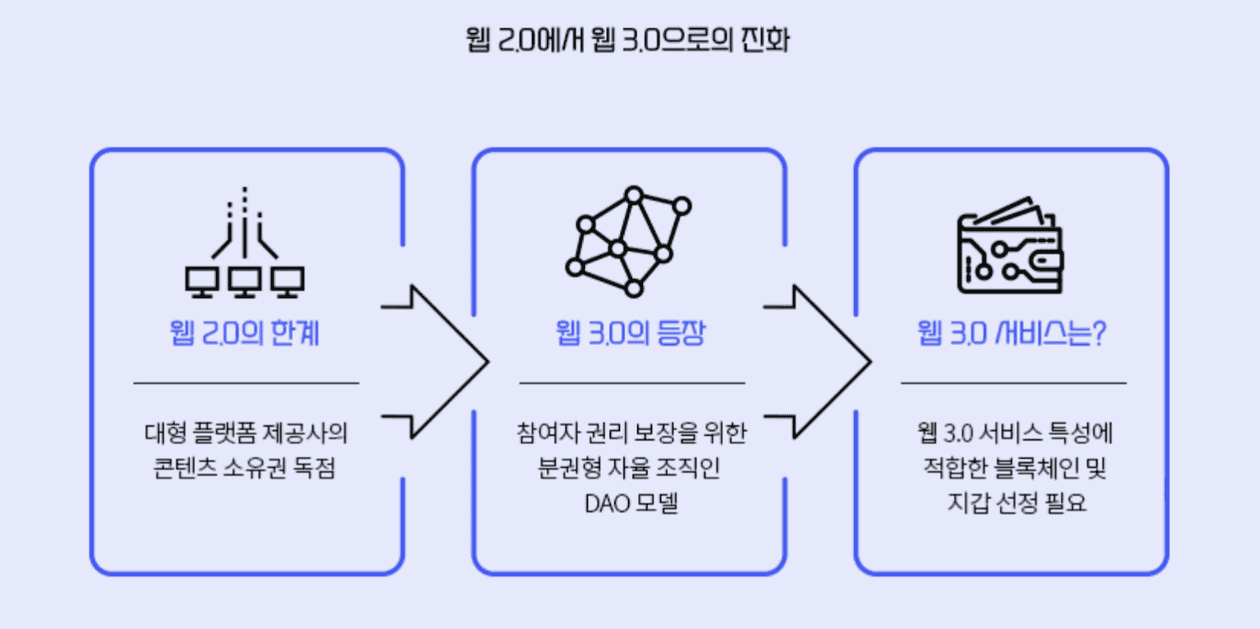 웹 2.0에서 웹 3.0으로의 진화
웹 2.0의 한계
대형 플랫폼 제공사의
콘텐츠 소유권 독점
웹 3.0의 등장
참여자 권리 보장을 위한
분권형 자율 조직인
DAO 모델
웹 3.0 서비스는?
웹 3.0 서비스 특성에
적합한 블록체인 및
지갑 선정 필요